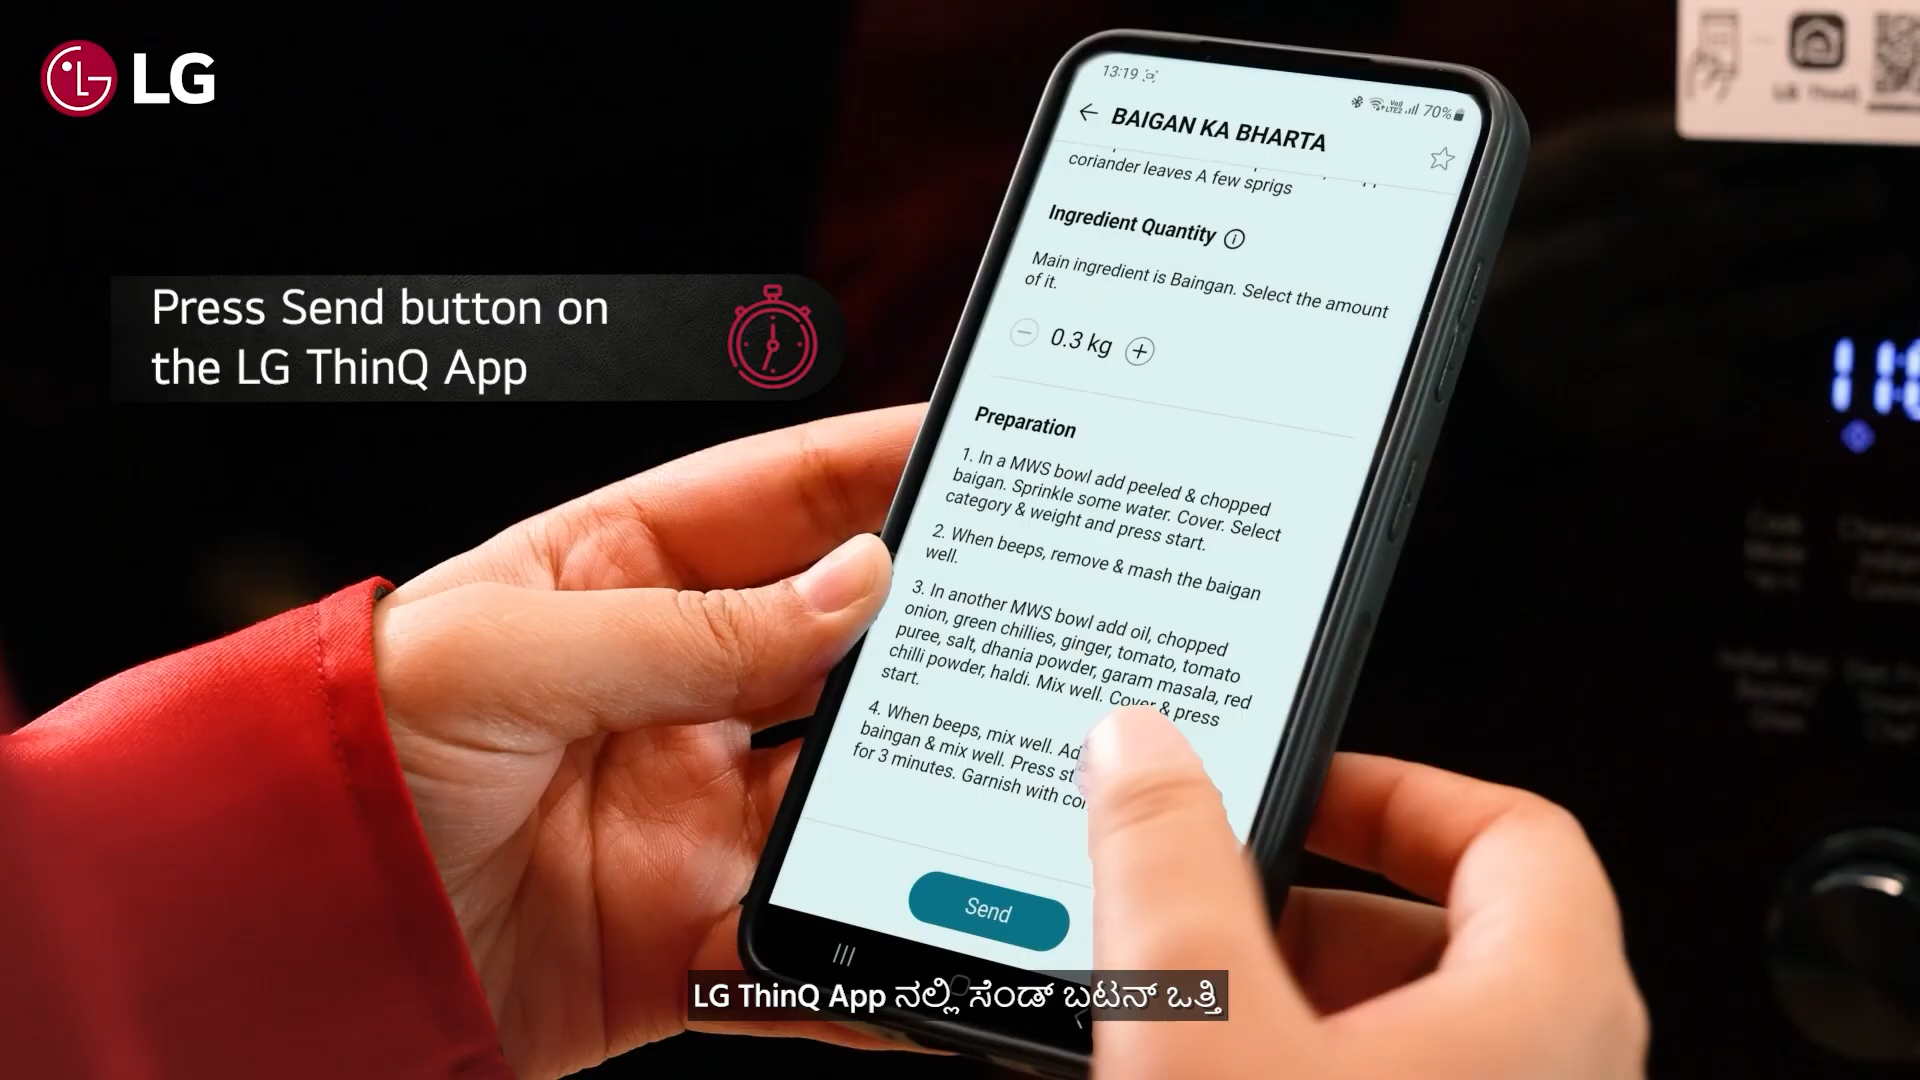 LG
Press Send button on
the LG ThinQ App
13:19
70%
BAIGAN KA BHARTA
coriander leaves A few sprigs
Ingredient Quantity
Main ingredient is Baingan. Select the amount
of it.
0.3 kg
Preparation
1. In a MWS bowl add peeled & chopped
baigan. Sprinkle some water. Cover. Select
category & weight and press start.
2. When beeps, remove & mash the baigan
well.
3. In another MWS bowl add oil, chopped
onion, green chillies, ginger, tomato, tomato
puree, salt, dhania powder, garam masala, red
chilli powder, haldi. Mix well. Cover & press
start.
4. When beeps, mix well.
baingan & mix well. Press
for 3 minutes. Garnish with
Send
LG ThinQ App ನಲ್ಲಿ ಸೆಂಡ್ ಬಟನ್ ಒತ್ತಿ